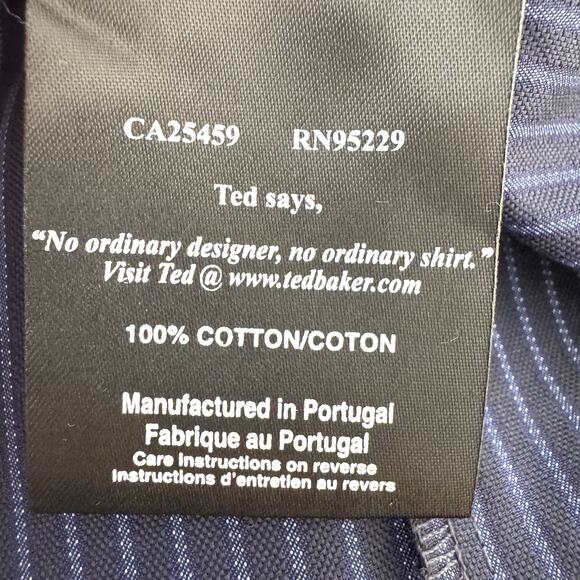 CA25459 RN95229
Ted says,
“No ordinary designer, no ordinary shirt.”
Visit Ted @ www.tedbaker.com
100% COTTON/COTON
Manufactured in Portugal
Fabrique au Portugal
Care instructions on reverse
Instructions d'entretien au revers